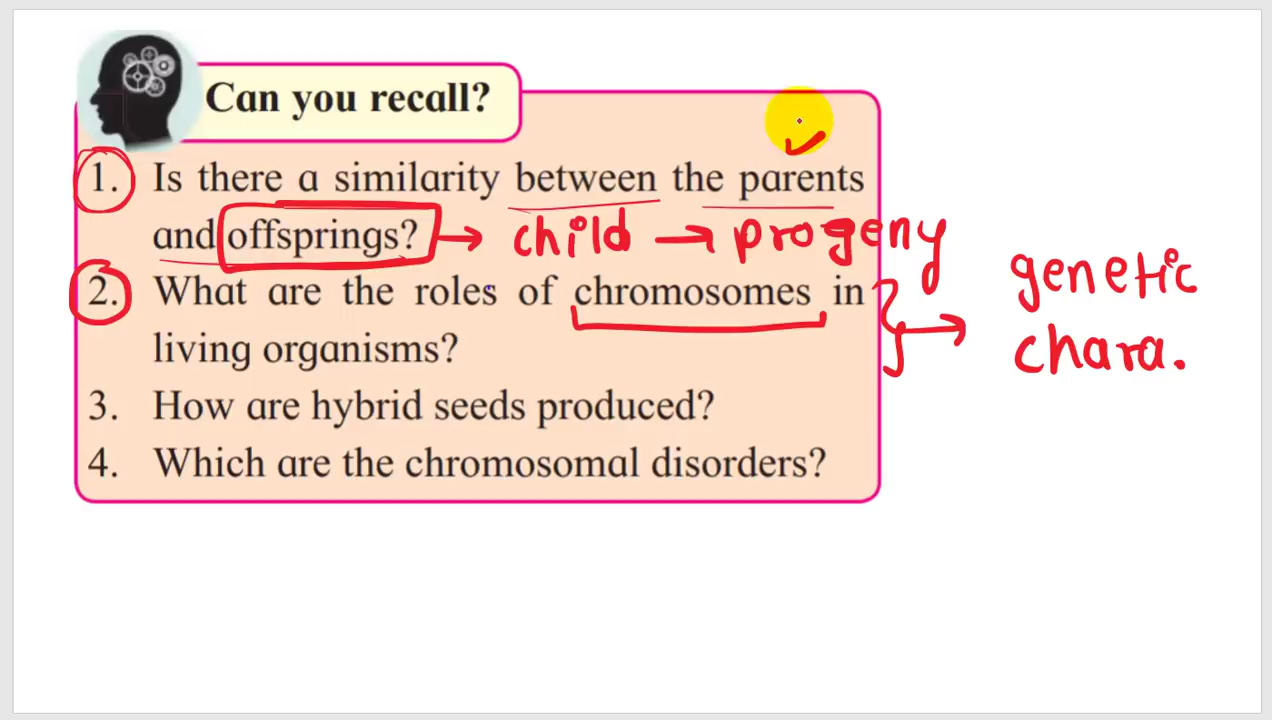 Can you recall?
1. Is there a similarity between the parents
and offsprings? → child → progeny
2. What are the roles of chromosomes in
living organisms?
→ genetic
chara.
3. How are hybrid seeds produced?
4. Which are the chromosomal disorders?